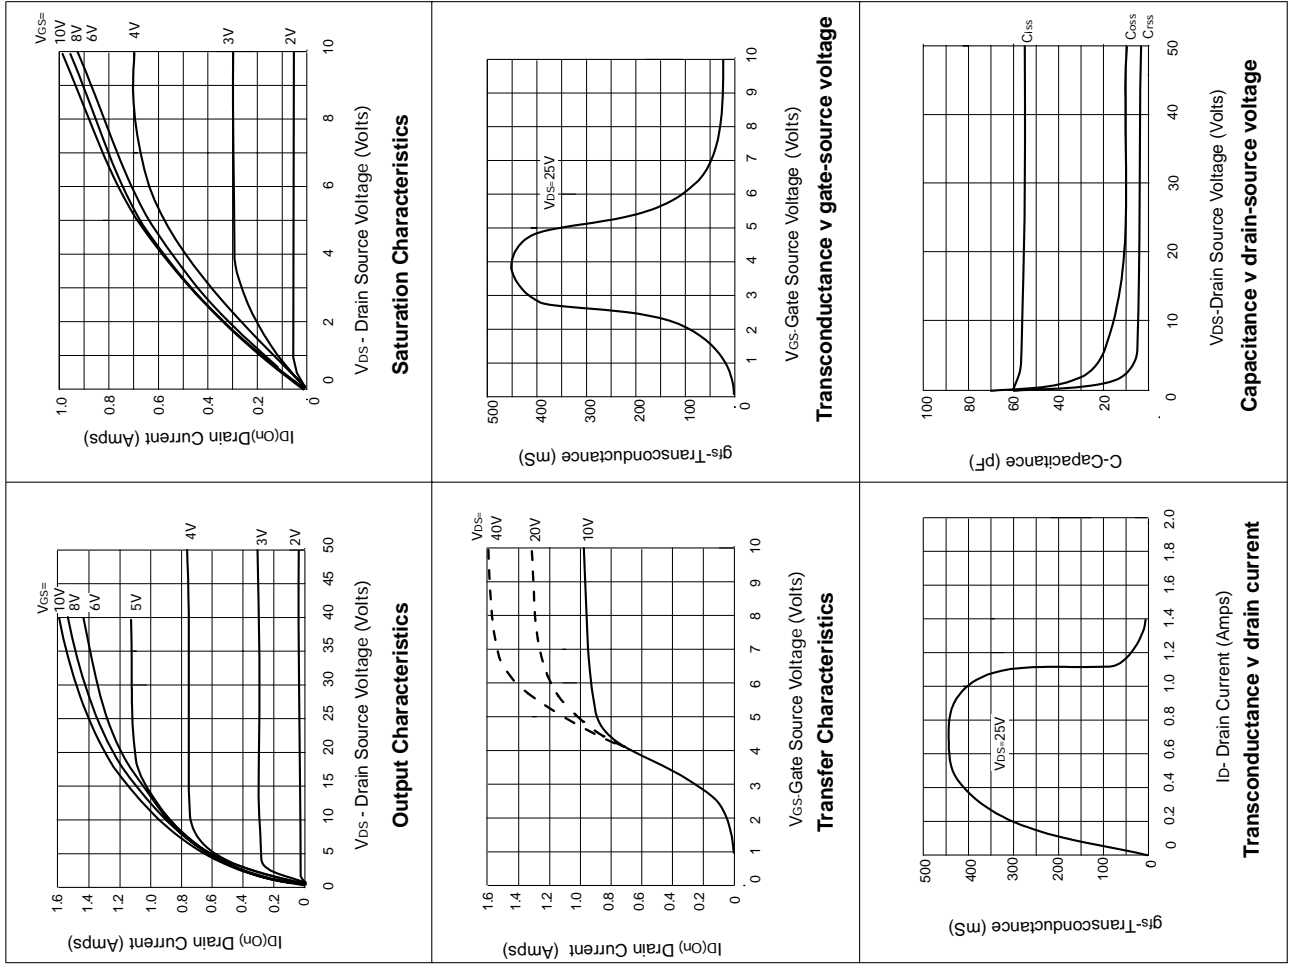 VGS=
10V
8V
6V
5V
4V
3V
2V
1.6
1.4
1.2
1.0
0.8
0.6
0.4
0.2
0
ID(On) Drain Current (Amps)
0
5
10
15
20
25
30
35
40
45
50
VDS - Drain Source Voltage (Volts)
Output Characteristics
VGS=
10V
8V
6V
4V
3V
2V
1.0
0.8
0.6
0.4
0.2
0
ID(On)Drain Current (Amps)
0
2
4
6
8
10
VDS - Drain Source Voltage (Volts)
Saturation Characteristics
VDS=
40V
20V
10V
1.6
1.4
1.2
1.0
0.8
0.6
0.4
0.2
0
ID(On) Drain Current (Amps)
0
1
2
3
4
5
6
7
8
9
10
VGS-Gate Source Voltage (Volts)
Transfer Characteristics
500
400
300
200
100
0
gfs-Transconductance (mS)
VDS=25V
1
2
3
4
5
6
7
8
9
10
VGS-Gate Source Voltage (Volts)
Transconductance v gate-source voltage
500
400
300
200
100
0
gfs-Transconductance (mS)
VDS=25V
0
0.2
0.4
0.6
0.8
1.0
1.2
1.4
1.6
1.8
2.0
ID- Drain Current (Amps)
Transconductance v drain current
100
80
60
40
20
0
C-Capacitance (pF)
Ciss
Coss
Crss
0
10
20
30
40
50
VDS-Drain Source Voltage (Volts)
Capacitance v drain-source voltage